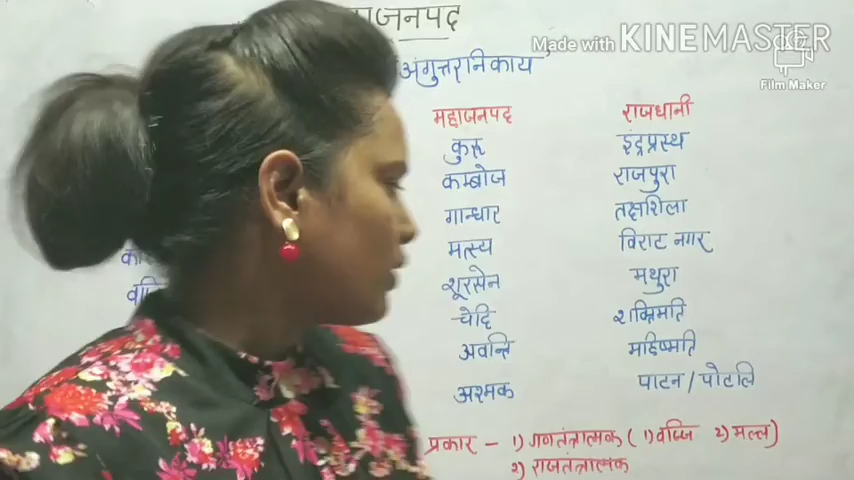 Made with KINEMASTER
Film Maker
अंगुत्तरनिकाय
महाजनपद राजधानी
कुरू इंद्रप्रस्थ
कम्बोज राजपुरा
गान्धार तक्षशिला
मत्स्य विराट नगर
शूरसेन मथुरा
चेदि शक्तिमति
अवन्ति महिष्मति
अश्मक पाटन / पोटलि
प्रकार - 1) गणतंत्रात्मक ( 1) वज्जि 2) मल्ल)
2) राजतंत्रात्मक